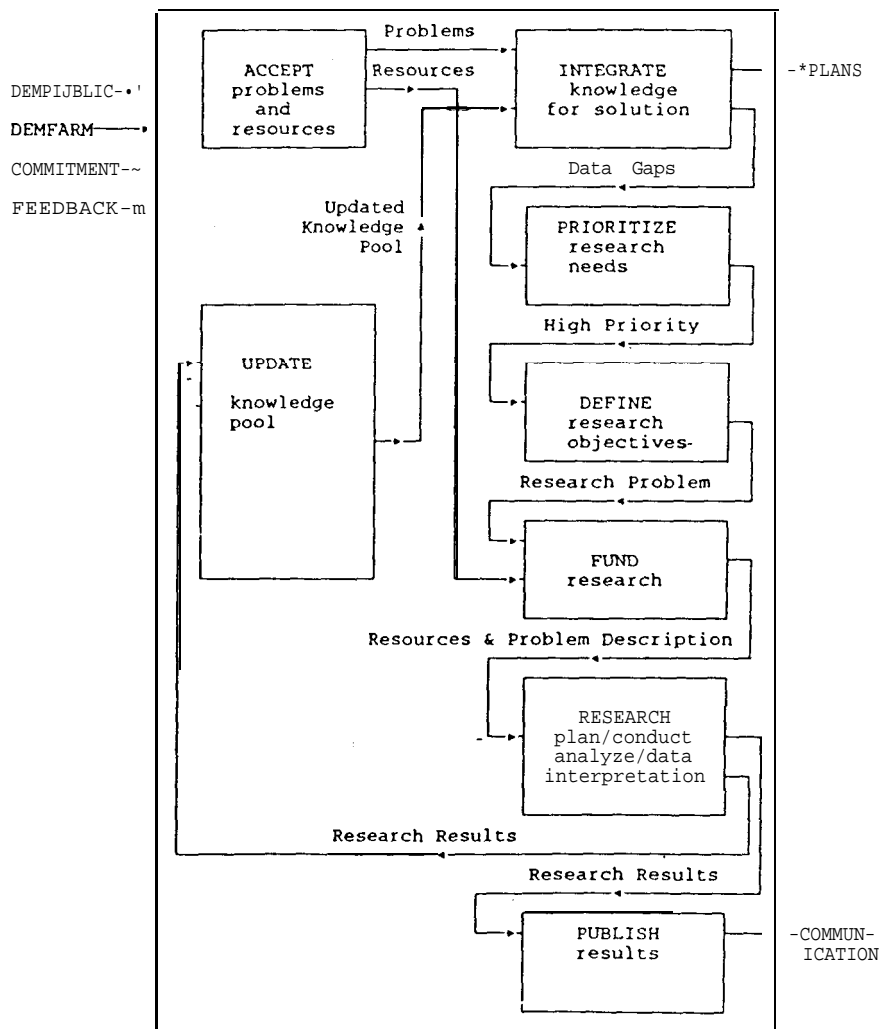 Problems
ACCEPT
problems
and
resources
Resources
INTEGRATE
knowledge
for solution
-*PLANS
DEMPIJBLIC-•'
DEMFARM
COMMITMENT-~
FEEDBACK-m
Data Gaps
Updated
Knowledge
Pool
PRIORITIZE
research
needs
High Priority
UPDATE
knowledge
pool
DEFINE
research
objectives-
Research Problem
FUND
research
Resources & Problem Description
RESEARCH
plan/conduct
analyze/data
interpretation
Research Results
Research Results
PUBLISH
results
-COMMUN-
ICATION